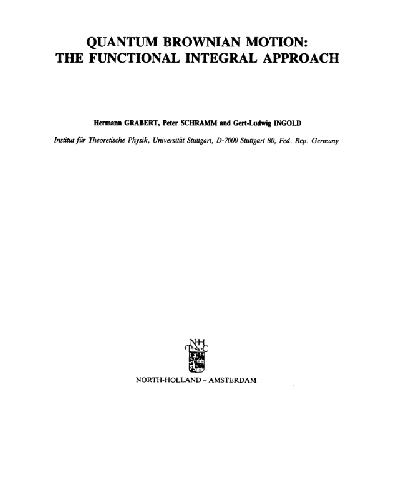 QUANTUM BROWNIAN MOTION:
THE FUNCTIONAL INTEGRAL APPROACH
Hermann GRABERT, Peter SCHRAMM and Gert-Ludwig INGOLD
Institut für Theoretische Physik, Universität Stuttgart, D-7000 Stuttgart 80, Fed. Rep. Germany
NORTH-HOLLAND – AMSTERDAM